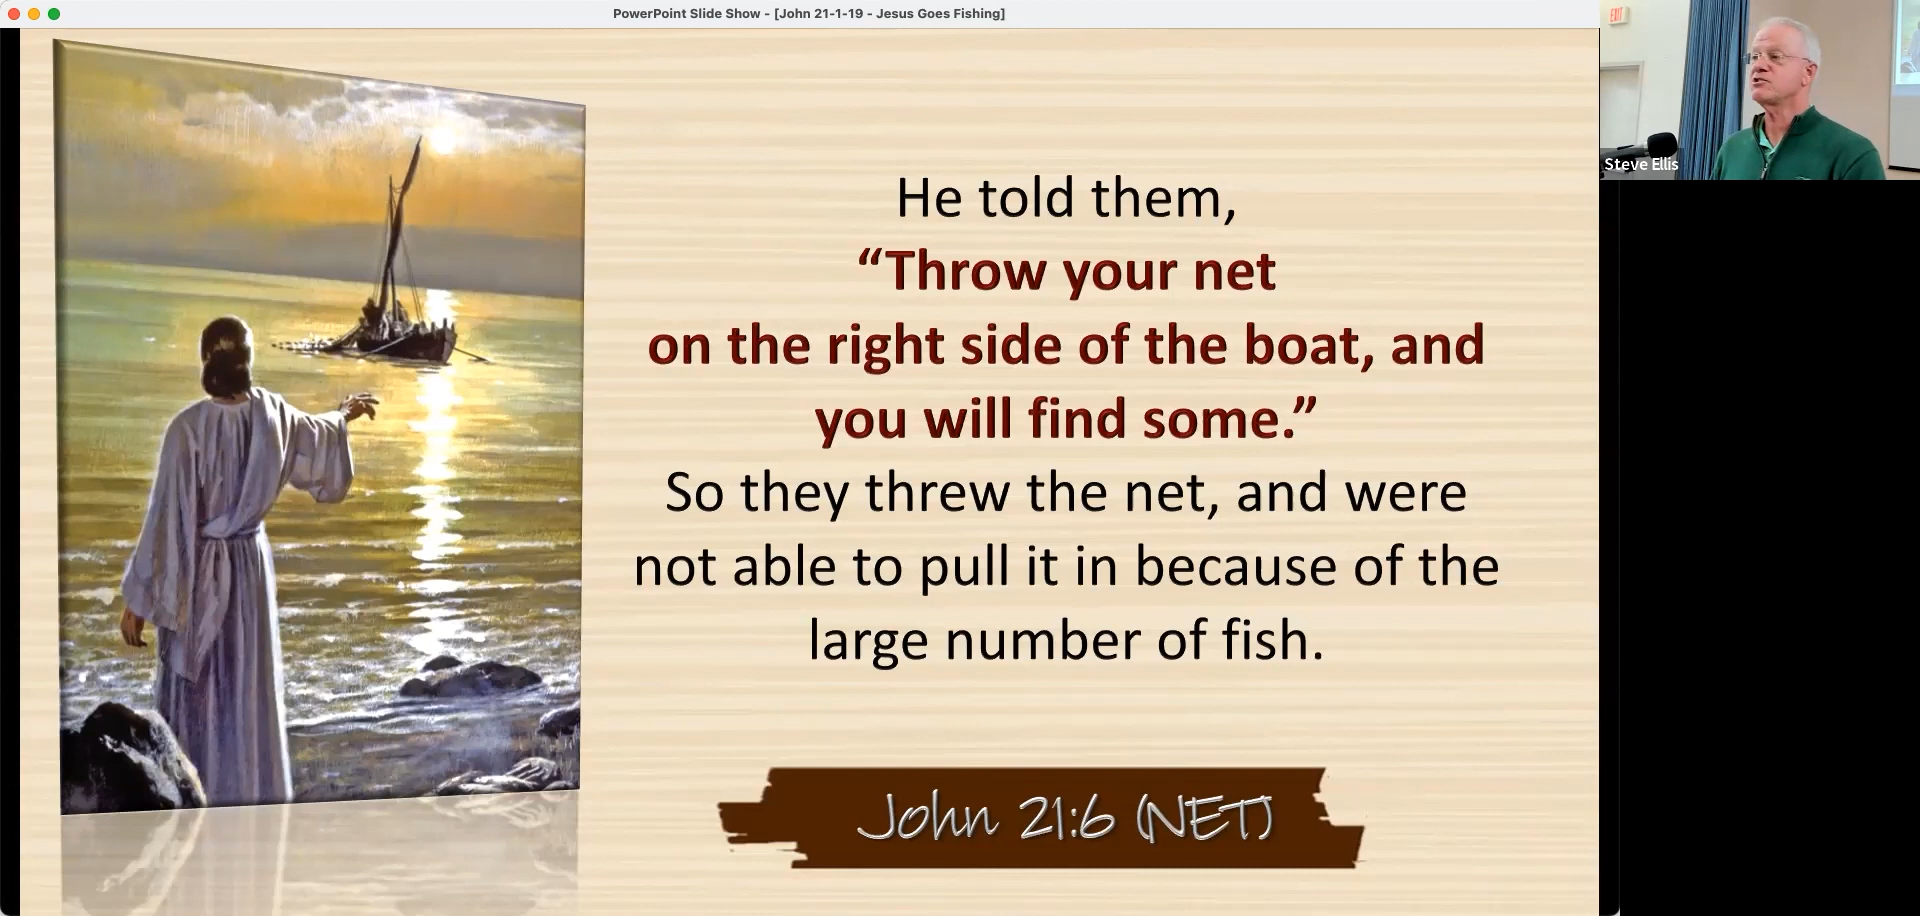 PowerPoint Slide Show - [John 21-1-19 - Jesus Goes Fishing]
He told them,
“Throw your net
on the right side of the boat, and
you will find some.”
So they threw the net, and were
not able to pull it in because of the
large number of fish.
John 21:6 (NET)
EXIT
Steve Ellis